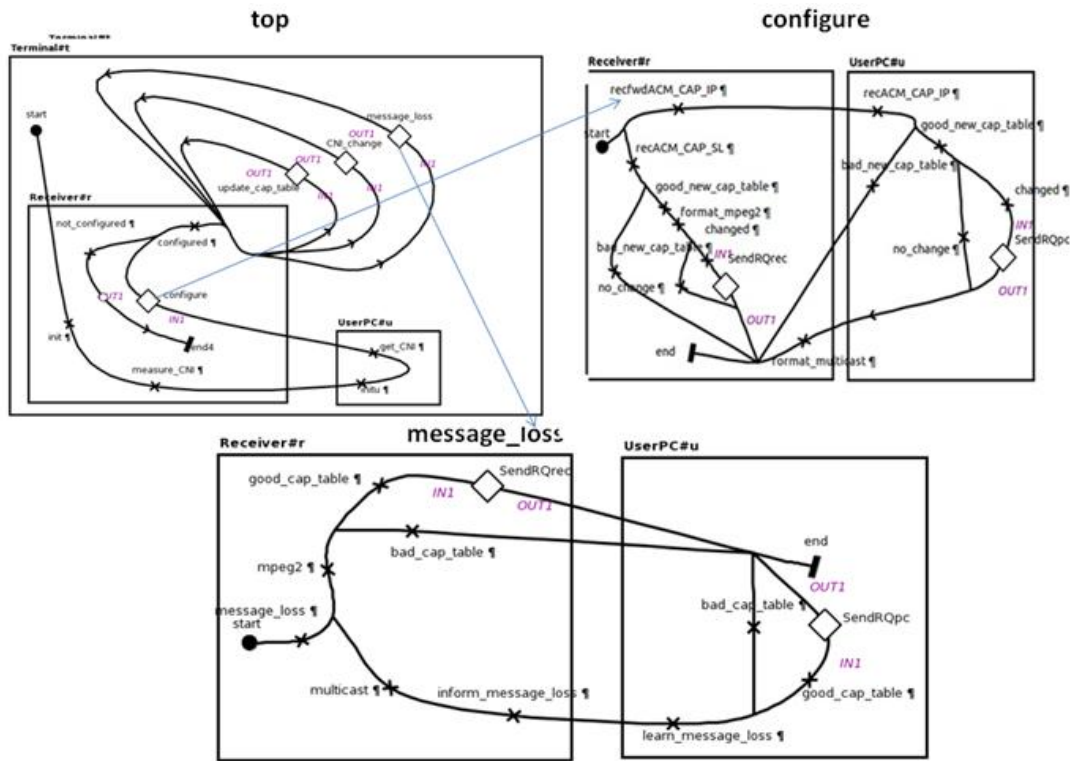 top
configure
Terminal#t
start
message_loss
OUT1
CNI_change
OUT1
OUT1
update_cap_table
IN1
IN1
IN1
Receiver#r
not_configured ¶
configured ¶
configure
IN1
end4
init ¶
measure_CNI ¶
UserPC#u
get_CNI ¶
initu ¶
Receiver#r
UserPC#u
recfwdACM_CAP_IP ¶
recACM_CAP_IP ¶
start
good_new_cap_table ¶
recACM_CAP_SL ¶
bad_new_cap_table ¶
good_new_cap_table ¶
changed ¶
format_mpeg2 ¶
changed ¶
IN1
bad_new_cap_table ¶
IN1
SendRQrec
SendRQpc
no_change ¶
no_change ¶
OUT1
OUT1
end
format_multicast ¶
message_loss
Receiver#r
UserPC#u
good_cap_table ¶
SendRQrec
IN1
OUT1
bad_cap_table ¶
end
mpeg2 ¶
OUT1
message_loss ¶
start
bad_cap_table ¶
SendRQpc
IN1
multicast ¶
inform_message_loss ¶
good_cap_table ¶
learn_message_loss ¶